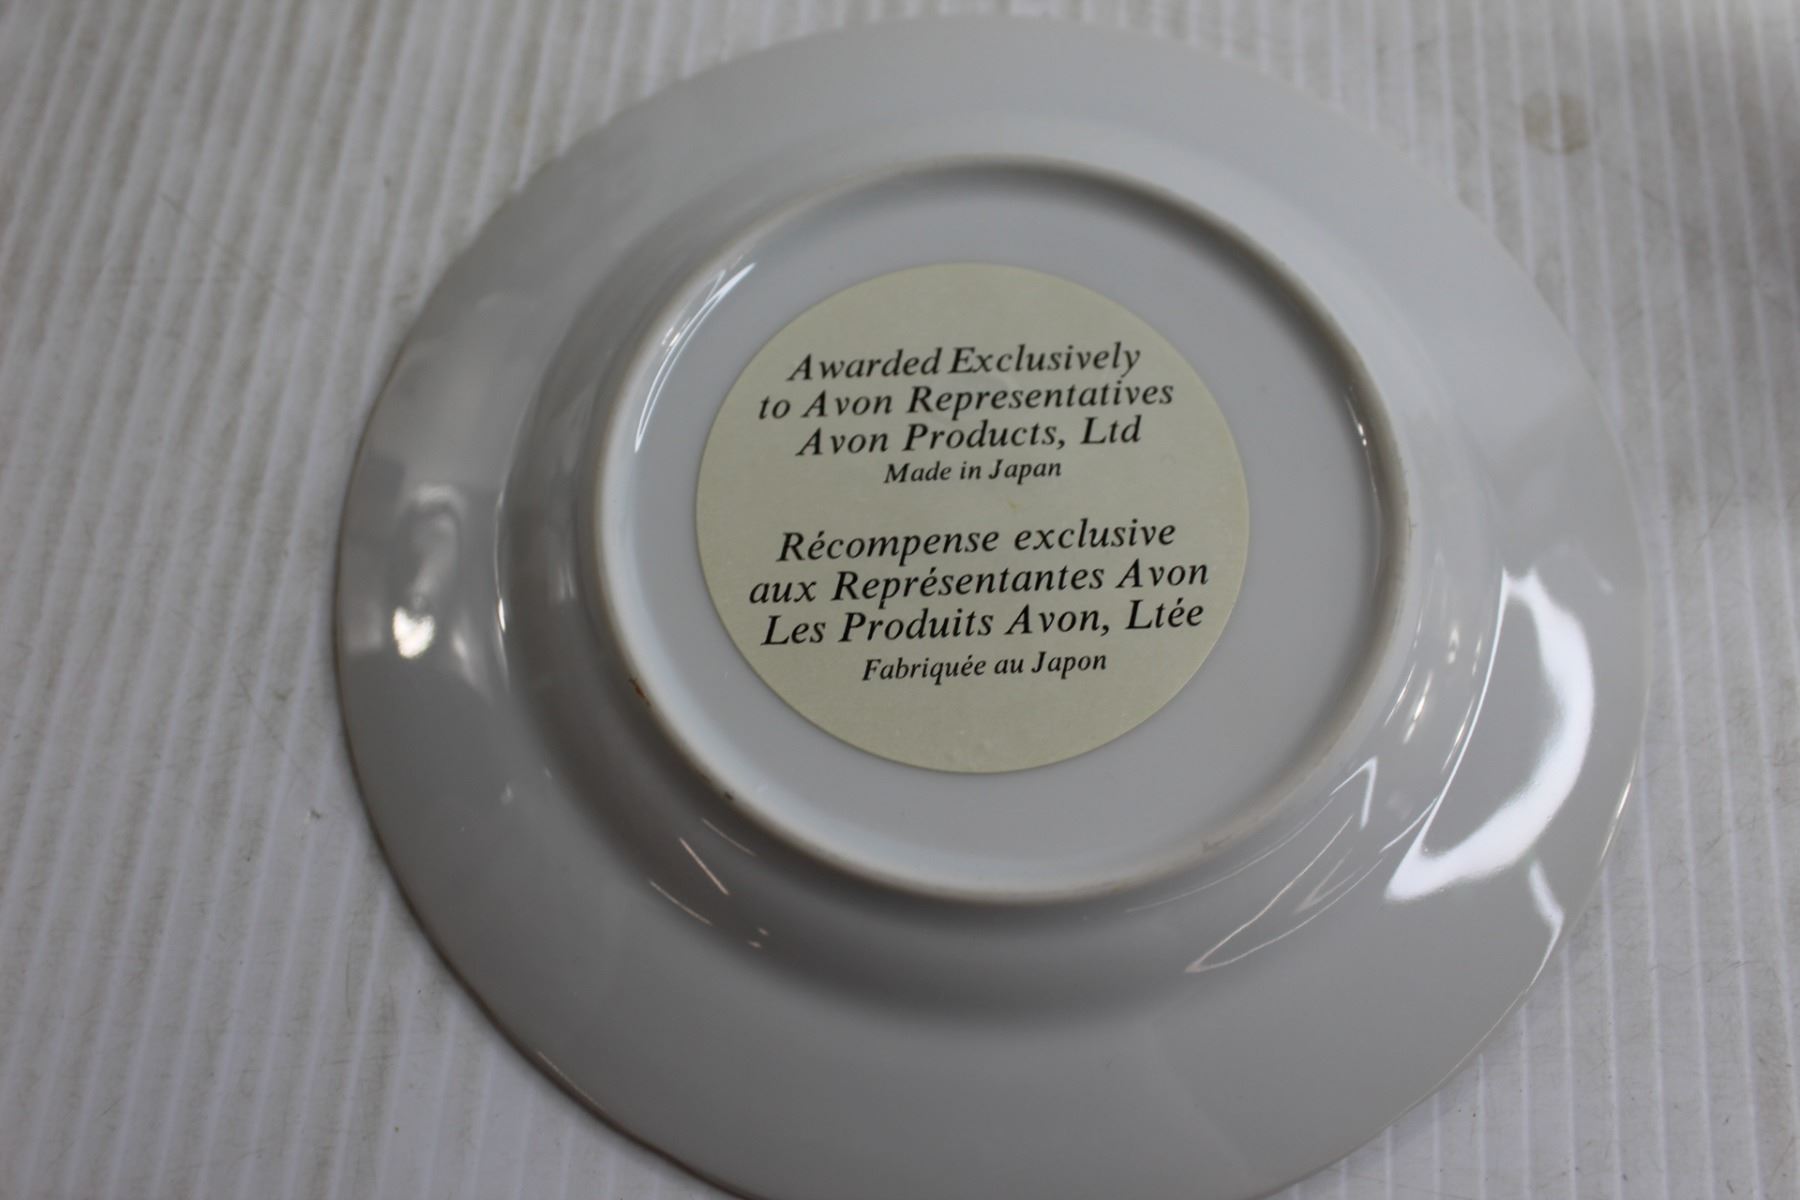 Awarded Exclusively
to Avon Representatives
Avon Products, Ltd
Made in Japan
Récompense exclusive
aux Représentantes Avon
Les Produits Avon, Ltée
Fabriquée au Japon